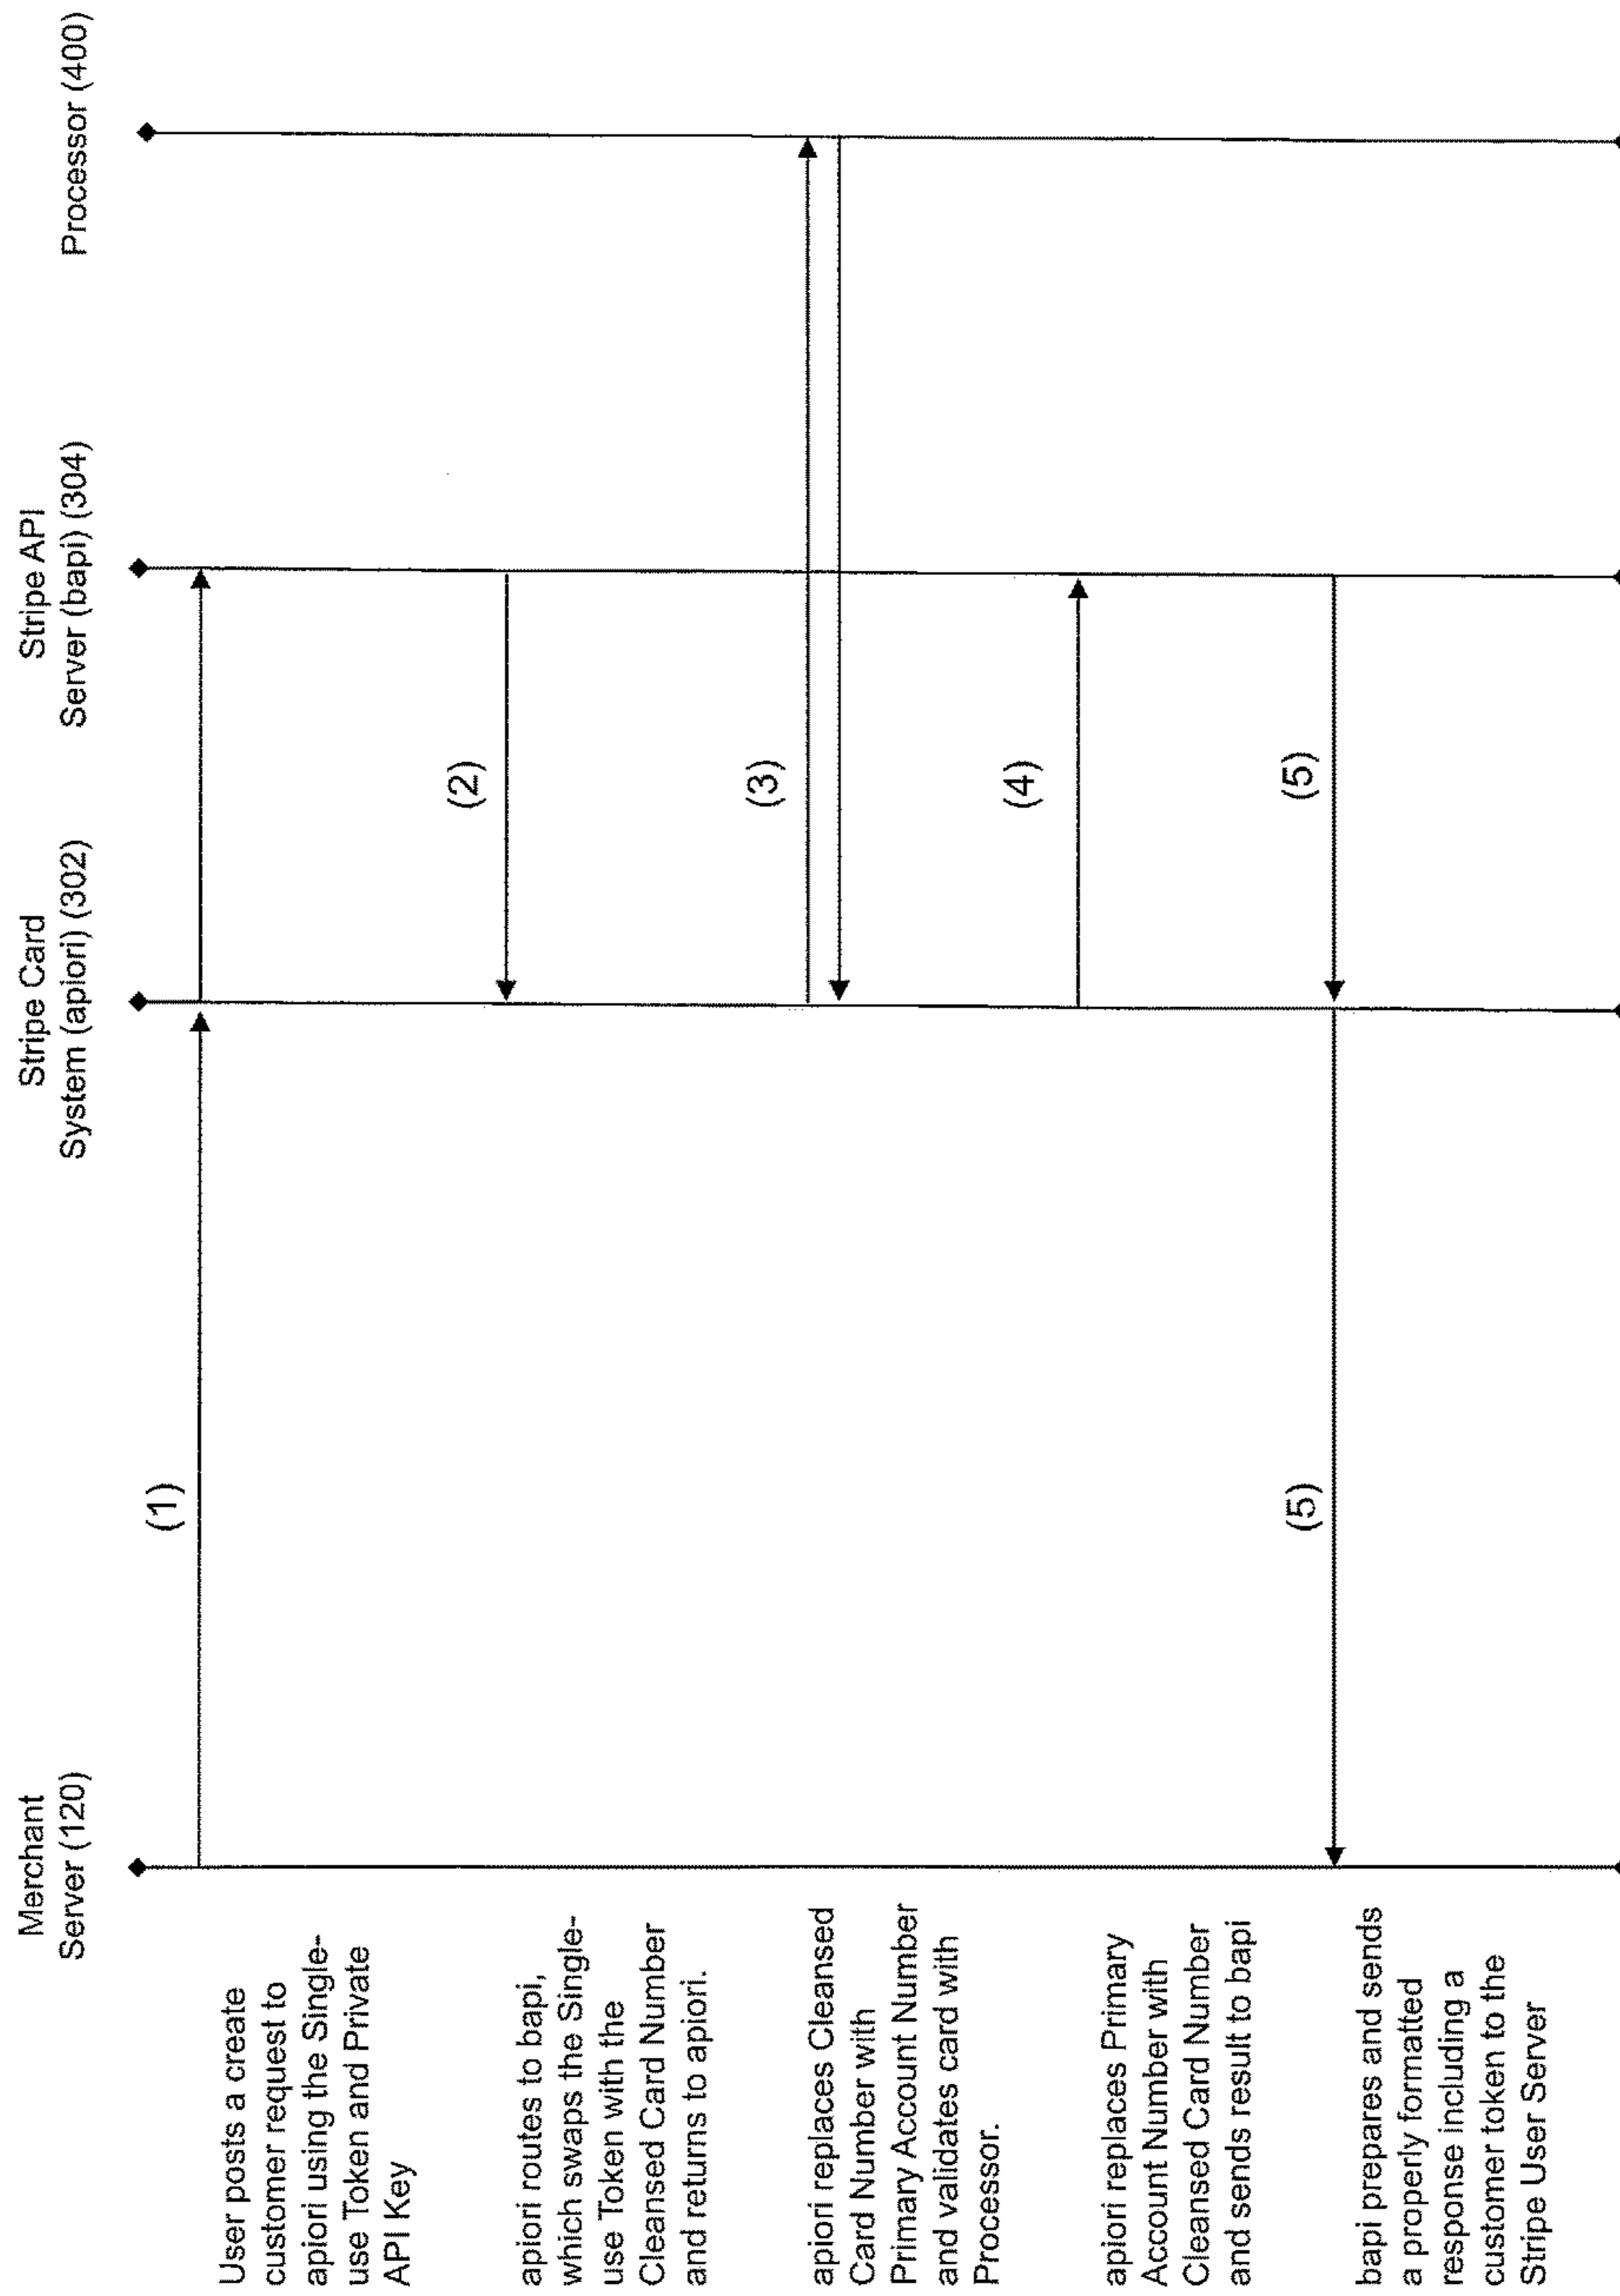 Merchant
Server (120)
Stripe Card
System (apiori) (302)
Stripe API
Server (bapi) (304)
Processor (400)
User posts a create
customer request to
apiori using the Single-
use Token and Private
API Key
(1)
apiori routes to bapi,
which swaps the Single-
use Token with the
Cleansed Card Number
and returns to apiori.
(2)
apiori replaces Cleansed
Card Number with
Primary Account Number
and validates card with
Processor.
(3)
apiori replaces Primary
Account Number with
Cleansed Card Number
and sends result to bapi
(4)
bapi prepares and sends
a properly formatted
response including a
customer token to the
Stripe User Server
(5)
(5)